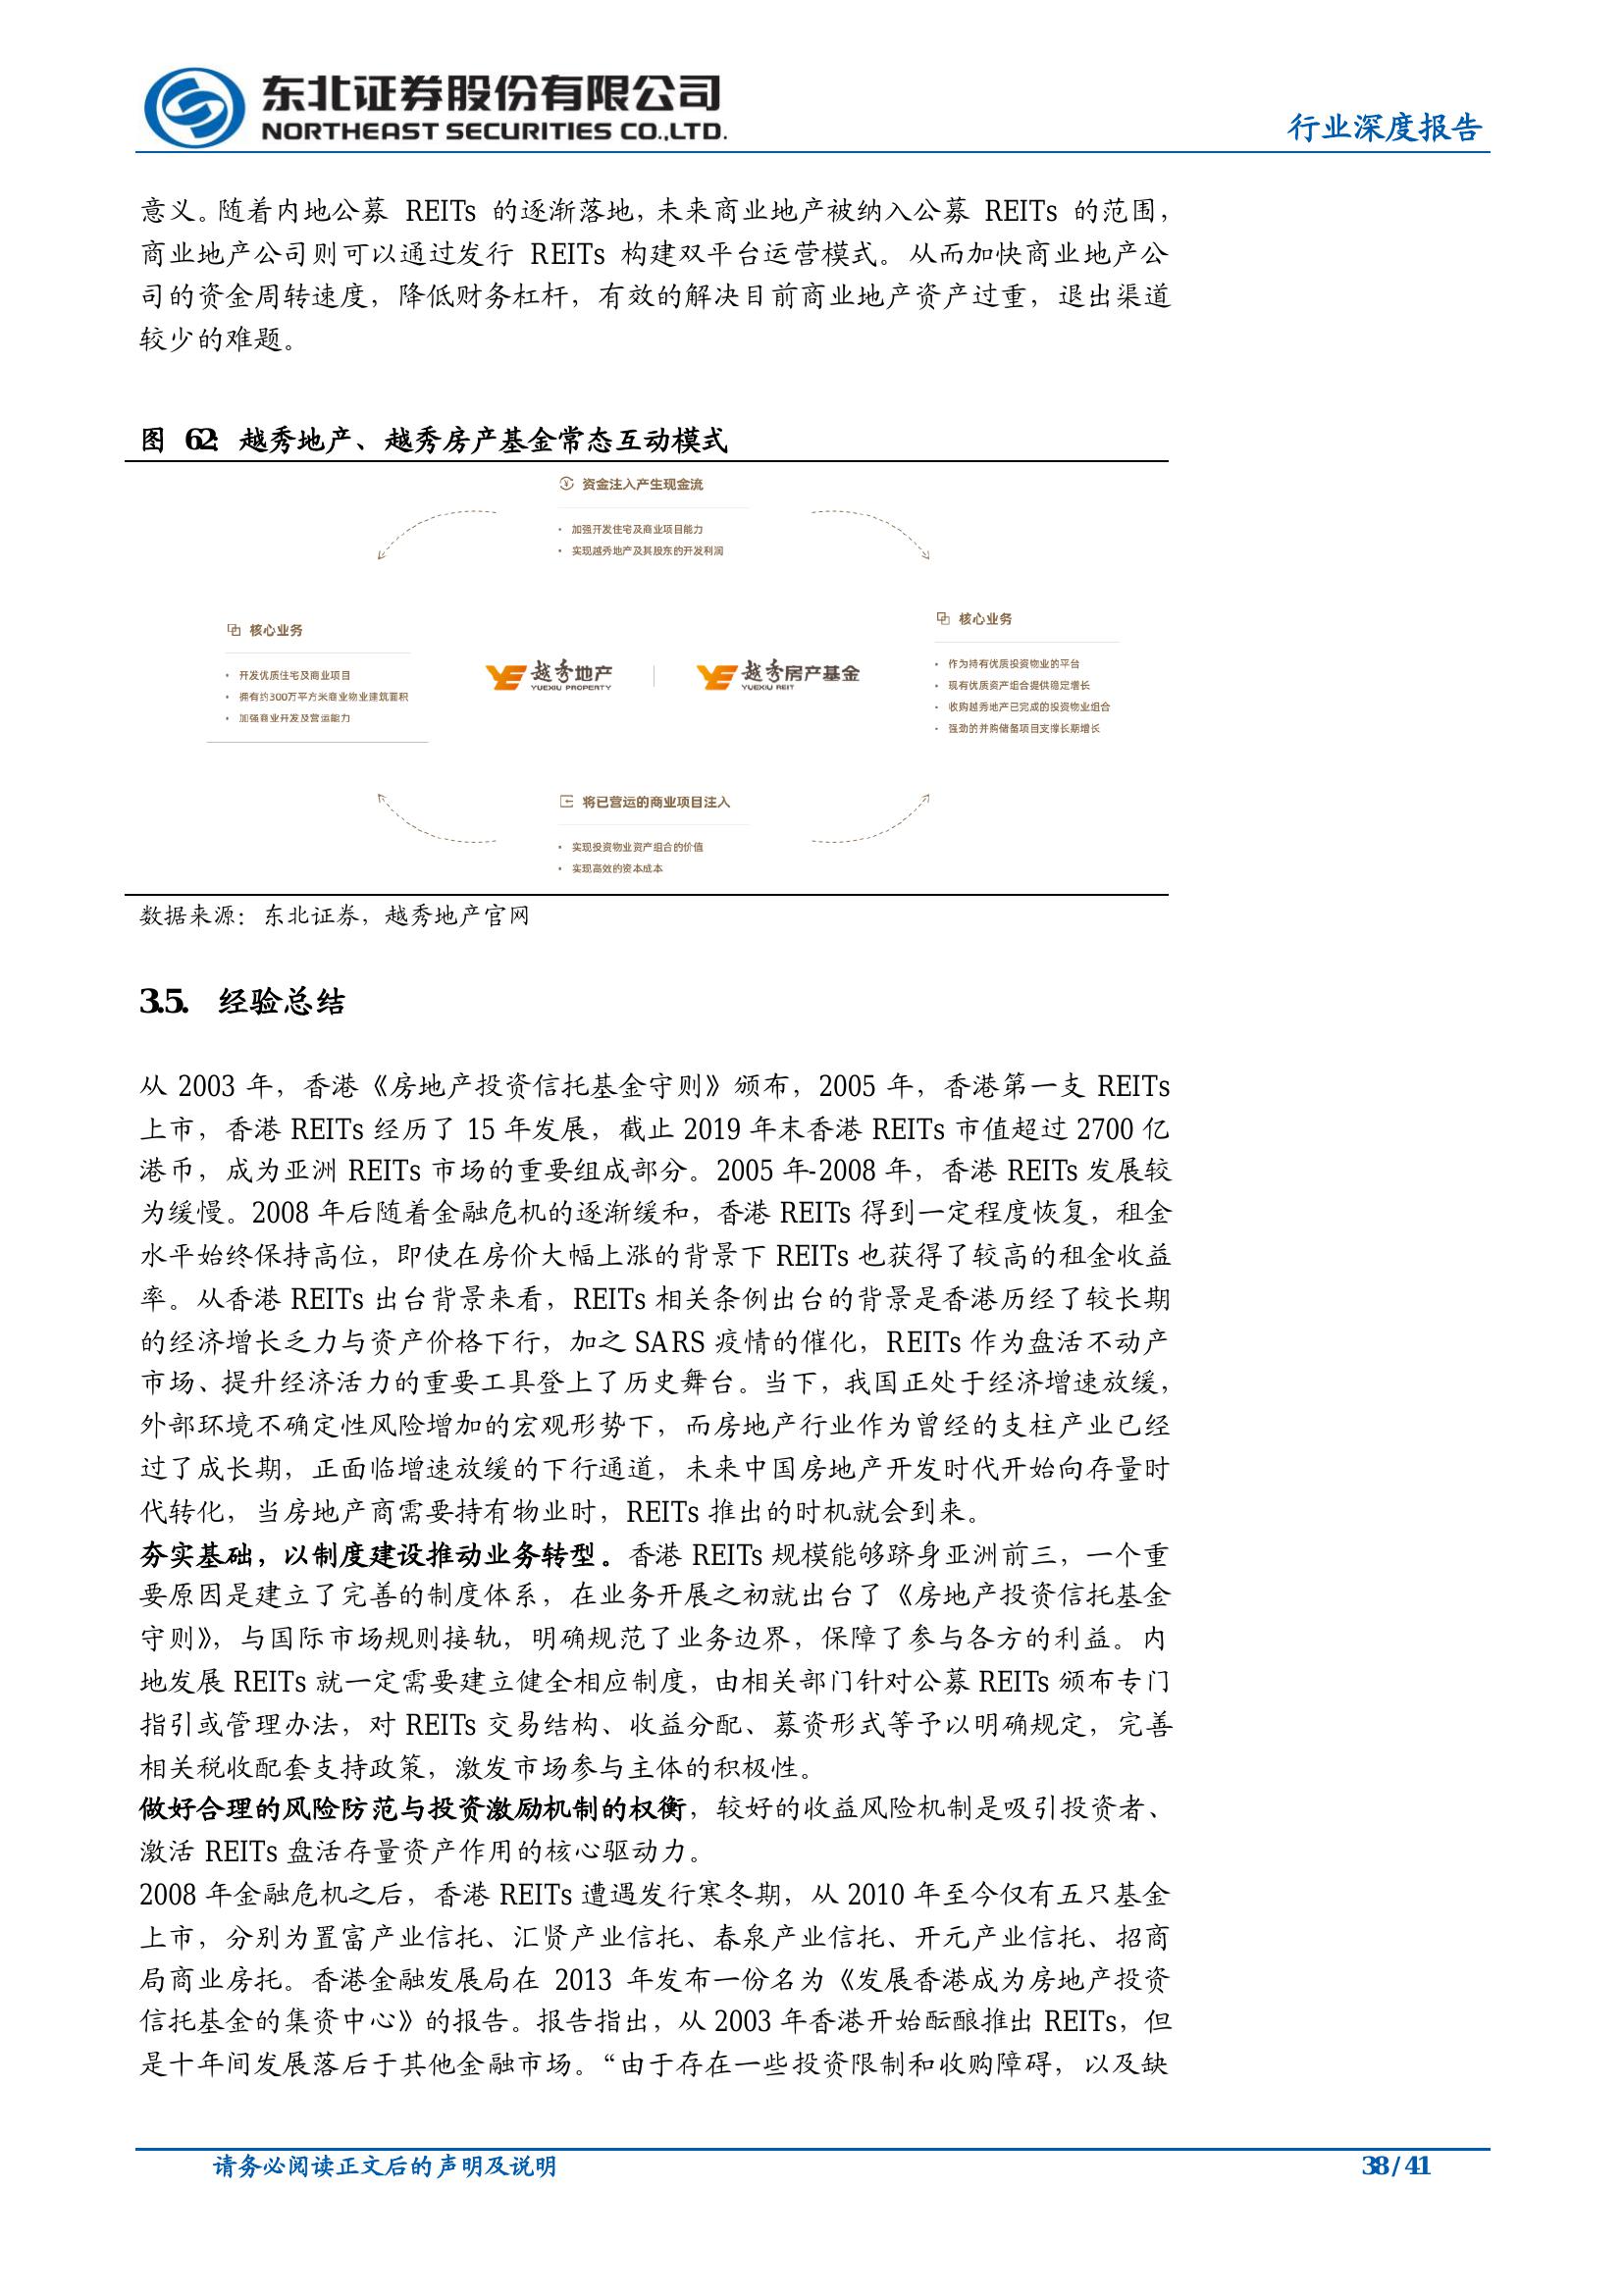 东北证券股份有限公司
NORTHEAST SECURITIES CO.,LTD.
行业深度报告
意义。随着内地公募 REITs 的逐渐落地，未来商业地产被纳入公募 REITs 的范围，
商业地产公司则可以通过发行 REITs 构建双平台运营模式。从而加快商业地产公
司的资金周转速度，降低财务杠杆，有效的解决目前商业地产资产过重，退出渠道
较少的难题。
图 62：越秀地产、越秀房产基金常态互动模式
资金注入产生现金流
• 加强开发住宅及商业项目能力
• 实现越秀地产及其股东的开发利润
核心业务
• 开发优质住宅及商业项目
• 拥有约300万平方米商业物业建筑面积
• 加强商业开发及营运能力
越秀地产
YUEXIU PROPERTY
越秀房产基金
YUEXIU REIT
核心业务
• 作为持有优质投资物业的平台
• 现有优质资产组合提供稳定增长
• 收购越秀地产已完成的投资物业组合
• 强劲的并购储备项目支撑长期增长
将已营运的商业项目注入
• 实现投资物业资产组合的价值
• 实现高效的资本成本
数据来源：东北证券，越秀地产官网
3.5. 经验总结
从 2003 年，香港《房地产投资信托基金守则》颁布，2005 年，香港第一支 REITs
上市，香港 REITs 经历了 15 年发展，截止 2019 年末香港 REITs 市值超过 2700 亿
港币，成为亚洲 REITs 市场的重要组成部分。2005 年-2008 年，香港 REITs 发展较
为缓慢。2008 年后随着金融危机的逐渐缓和，香港 REITs 得到一定程度恢复，租金
水平始终保持高位，即使在房价大幅上涨的背景下 REITs 也获得了较高的租金收益
率。从香港 REITs 出台背景来看，REITs 相关条例出台的背景是香港历经了较长期
的经济增长乏力与资产价格下行，加之 SARS 疫情的催化，REITs 作为盘活不动产
市场、提升经济活力的重要工具登上了历史舞台。当下，我国正处于经济增速放缓，
外部环境不确定性风险增加的宏观形势下，而房地产行业作为曾经的支柱产业已经
过了成长期，正面临增速放缓的下行通道，未来中国房地产开发时代开始向存量时
代转化，当房地产商需要持有物业时，REITs 推出的时机就会到来。
夯实基础，以制度建设推动业务转型。香港 REITs 规模能够跻身亚洲前三，一个重
要原因是建立了完善的制度体系，在业务开展之初就出台了《房地产投资信托基金
守则》，与国际市场规则接轨，明确规范了业务边界，保障了参与各方的利益。内
地发展 REITs 就一定需要建立健全相应制度，由相关部门针对公募 REITs 颁布专门
指引或管理办法，对 REITs 交易结构、收益分配、募资形式等予以明确规定，完善
相关税收配套支持政策，激发市场参与主体的积极性。
做好合理的风险防范与投资激励机制的权衡，较好的收益风险机制是吸引投资者、
激活 REITs 盘活存量资产作用的核心驱动力。
2008 年金融危机之后，香港 REITs 遭遇发行寒冬期，从 2010 年至今仅有五只基金
上市，分别为置富产业信托、汇贤产业信托、春泉产业信托、开元产业信托、招商
局商业房托。香港金融发展局在 2013 年发布一份名为《发展香港成为房地产投资
信托基金的集资中心》的报告。报告指出，从 2003 年香港开始酝酿推出 REITs，但
是十年间发展落后于其他金融市场。“由于存在一些投资限制和收购障碍，以及缺
请务必阅读正文后的声明及说明
38 / 41